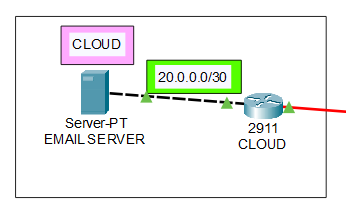 CLOUD
20.0.0.0/30
Server-PT
EMAIL SERVER
2911
CLOUD